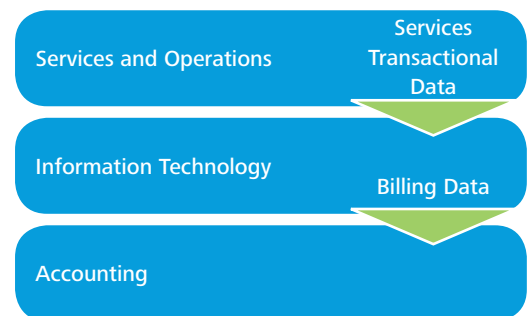 Services and Operations
Services
Transactional
Data
Information Technology
Billing Data
Accounting